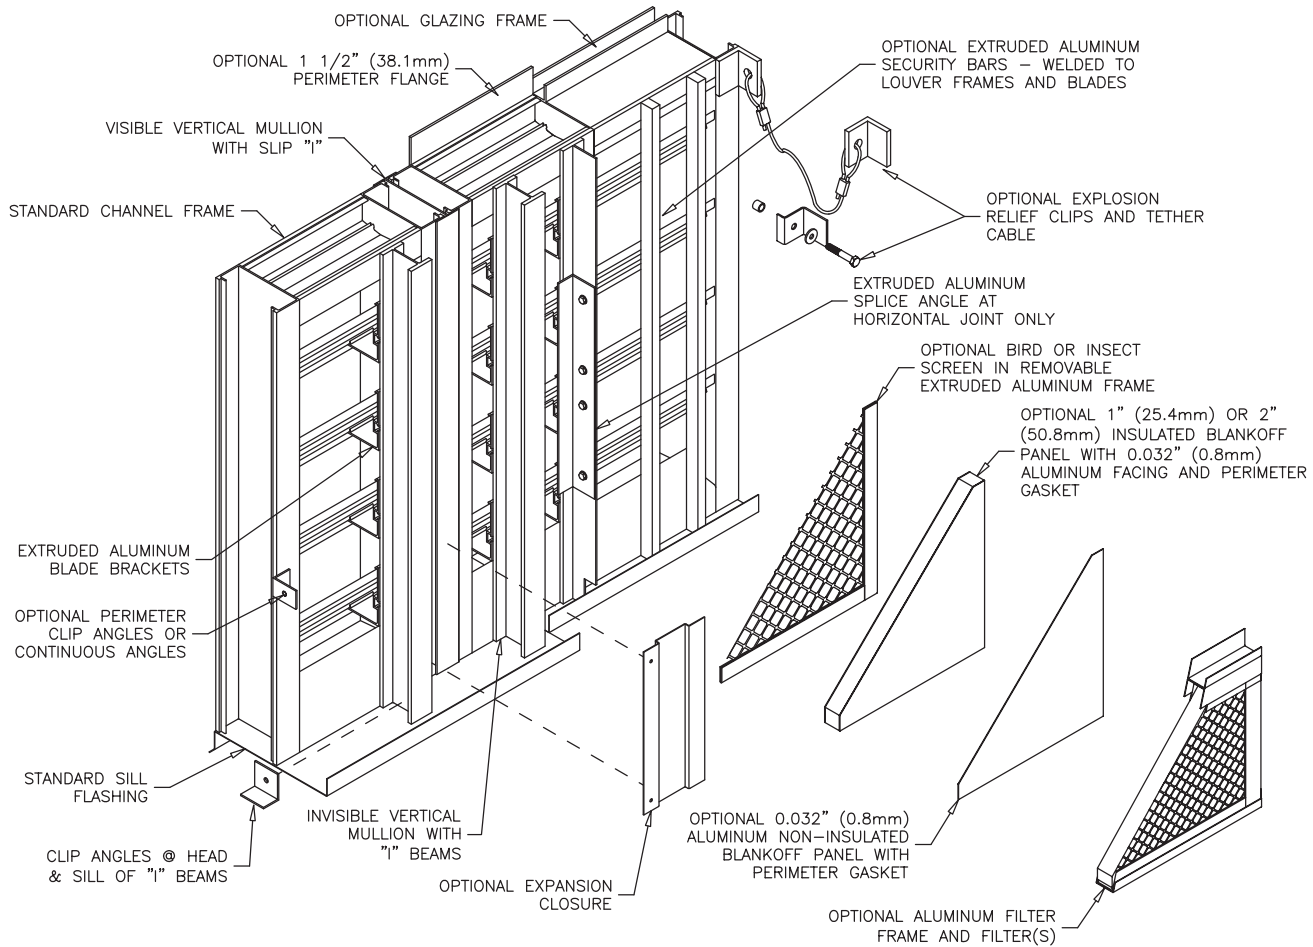 OPTIONAL GLAZING FRAME
OPTIONAL 1 1/2" (38.1mm)
PERIMETER FLANGE
VISIBLE VERTICAL MULLION
WITH SLIP "I"
STANDARD CHANNEL FRAME
OPTIONAL EXTRUDED ALUMINUM
SECURITY BARS – WELDED TO
LOUVER FRAMES AND BLADES
OPTIONAL EXPLOSION
RELIEF CLIPS AND TETHER
CABLE
EXTRUDED ALUMINUM
SPLICE ANGLE AT
HORIZONTAL JOINT ONLY
OPTIONAL BIRD OR INSECT
SCREEN IN REMOVABLE
EXTRUDED ALUMINUM FRAME
OPTIONAL 1" (25.4mm) OR 2"
(50.8mm) INSULATED BLANKOFF
PANEL WITH 0.032" (0.8mm)
ALUMINUM FACING AND PERIMETER
GASKET
EXTRUDED ALUMINUM
BLADE BRACKETS
OPTIONAL PERIMETER
CLIP ANGLES OR
CONTINUOUS ANGLES
STANDARD SILL
FLASHING
CLIP ANGLES @ HEAD
& SILL OF "I" BEAMS
INVISIBLE VERTICAL
MULLION WITH
"I" BEAMS
OPTIONAL EXPANSION
CLOSURE
OPTIONAL 0.032" (0.8mm)
ALUMINUM NON–INSULATED
BLANKOFF PANEL WITH
PERIMETER GASKET
OPTIONAL ALUMINUM FILTER
FRAME AND FILTER(S)